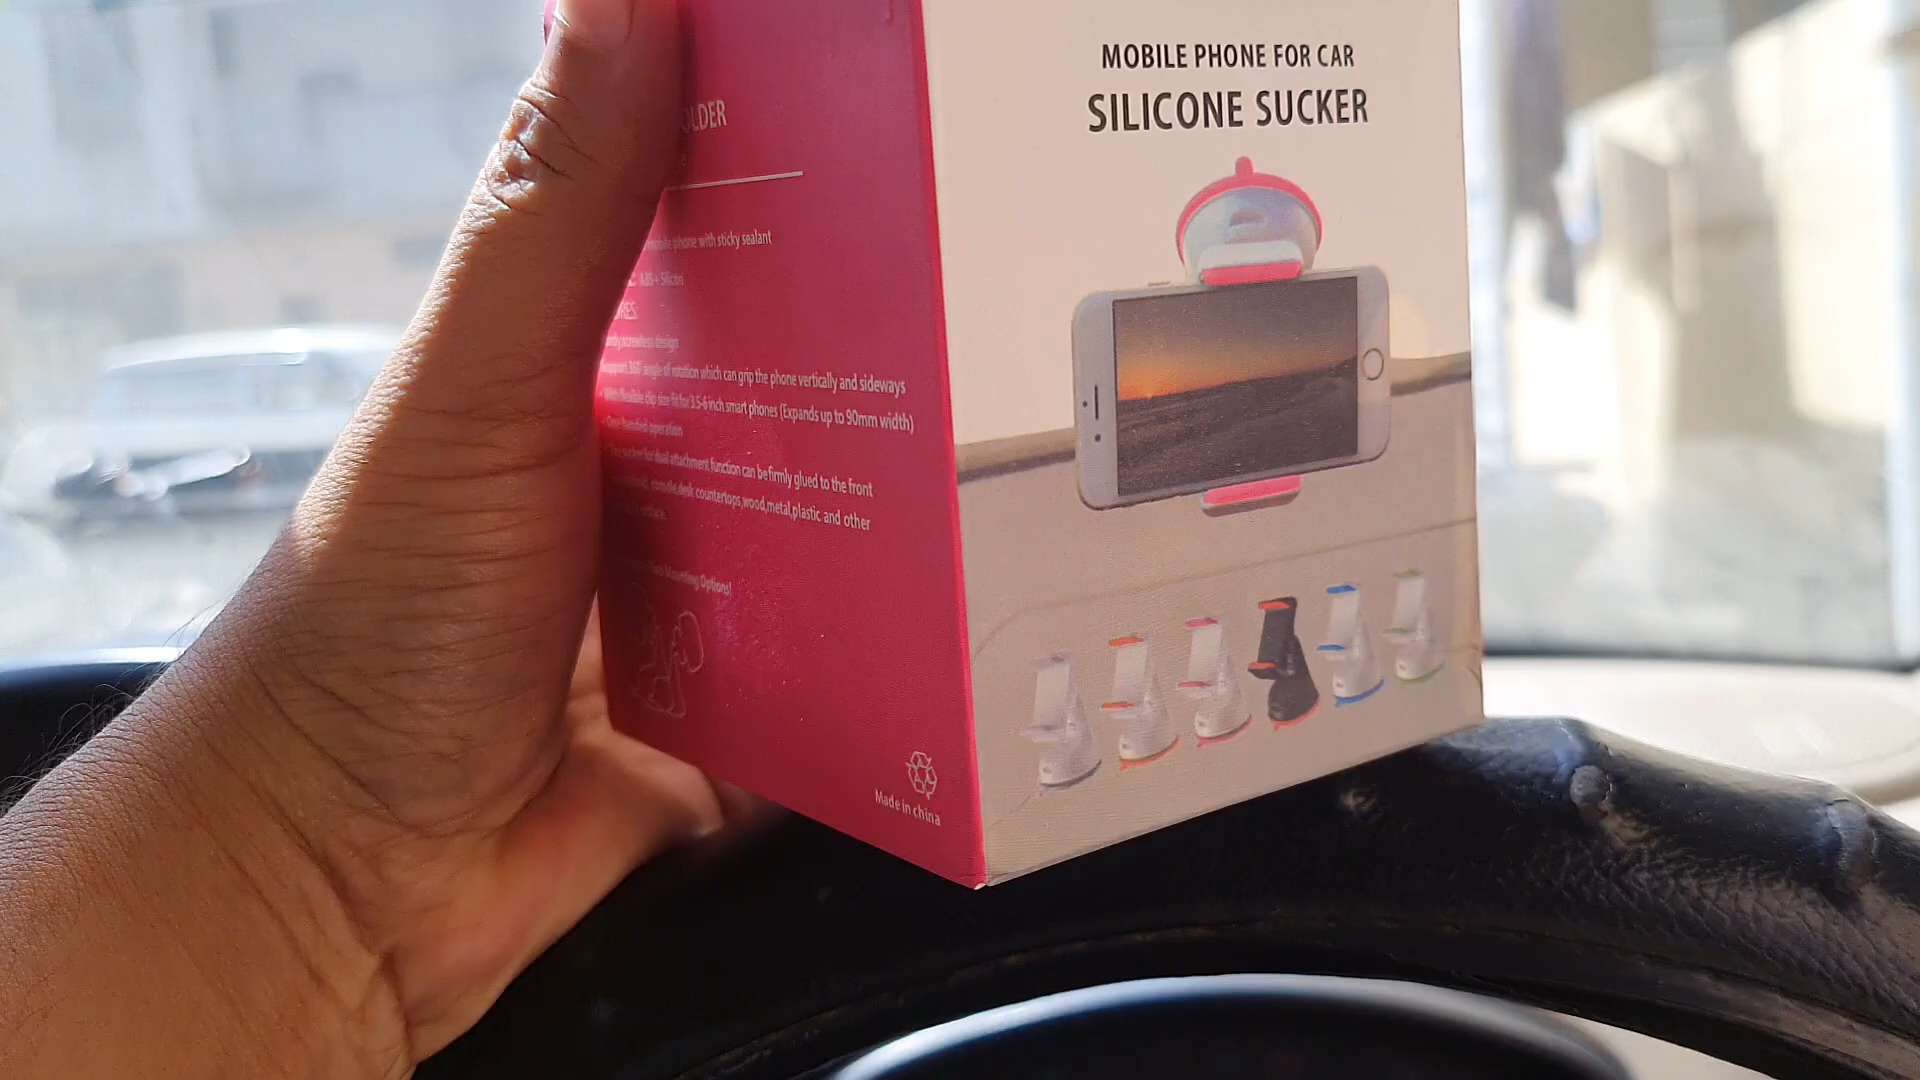 OLDER
mobile phone with sticky sealant
ABS + Silicon
screwless design
support 360 angle of rotation which can grip the phone vertically and sideways
With flexible clip size fit for 3.5-6 inch smart phones (Expands up to 90mm width)
One handed operation
sucker for dual attachment function can be firmly glued to the front
console,desk countertops,wood,metal,plastic and other
Mounting Options!
Made in china
MOBILE PHONE FOR CAR
SILICONE SUCKER